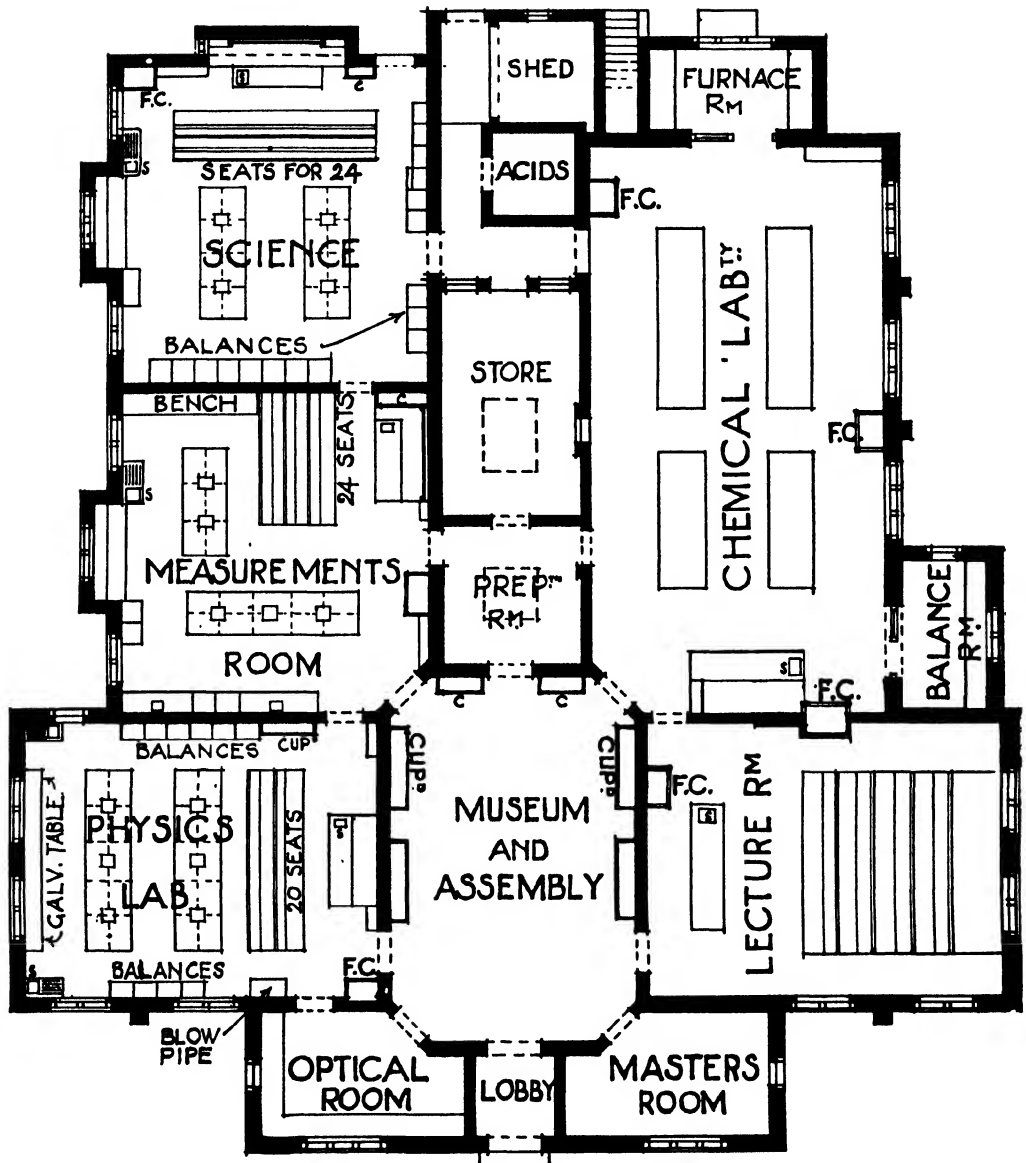 SHED
FURNACE
RM
F.C.
S
C
ACIDS
S
SEATS FOR 24
F.C.
SCIENCE
CHEMICAL LABTY
BALANCES
STORE
BENCH
C
24 SEATS
S
F.C.
MEASUREMENTS
PREPTN
RM
BALANCE
RM
ROOM
S
C
C
F.C.
BALANCES
CUPD
CUPD
CUPD
F.C.
S
GALV. TABLE
PHYSICS
LAB
20 SEATS
S
MUSEUM
AND
ASSEMBLY
LECTURE RM
S
BALANCES
F.C.
BLOW
PIPE
OPTICAL
ROOM
LOBBY
MASTERS
ROOM